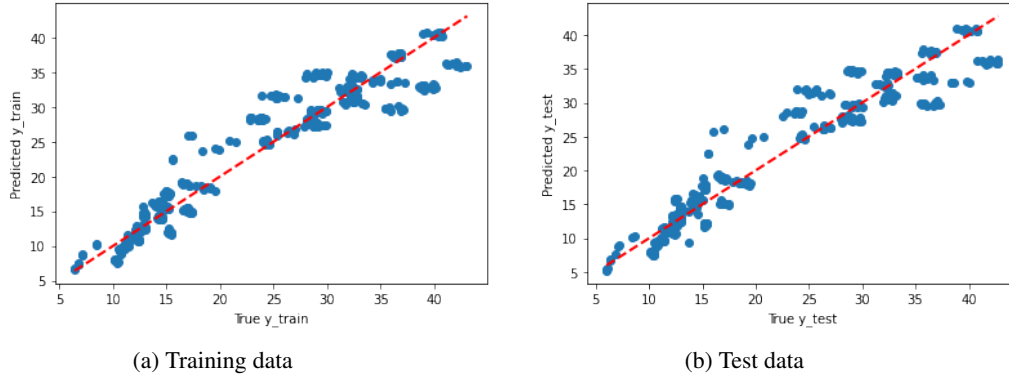 40
35
30
25
20
15
10
5
Predicted y_train
5 10 15 20 25 30 35 40
True y_train
(a) Training data
40
35
30
25
20
15
10
5
Predicted y_test
5 10 15 20 25 30 35 40
True y_test
(b) Test data